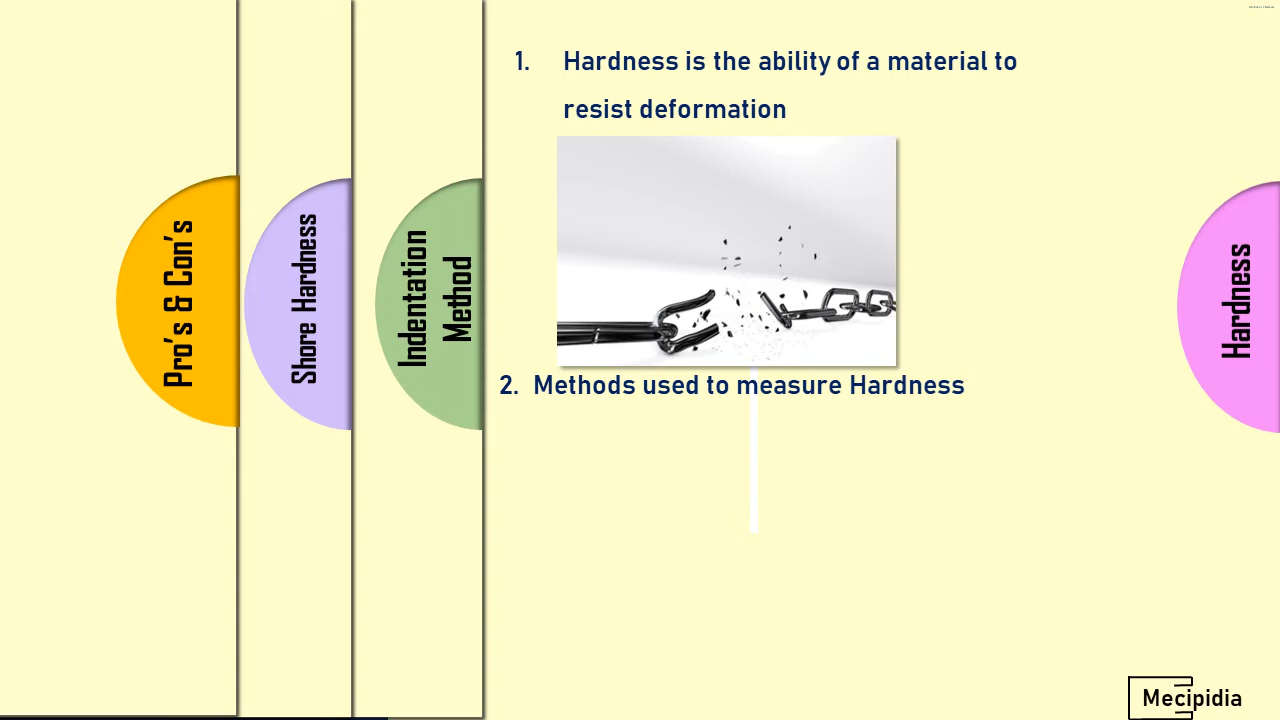 Pro's & Con's
Shore Hardness
Indentation
Method
1. Hardness is the ability of a material to
resist deformation
2. Methods used to measure Hardness
Hardness
Mecipidia